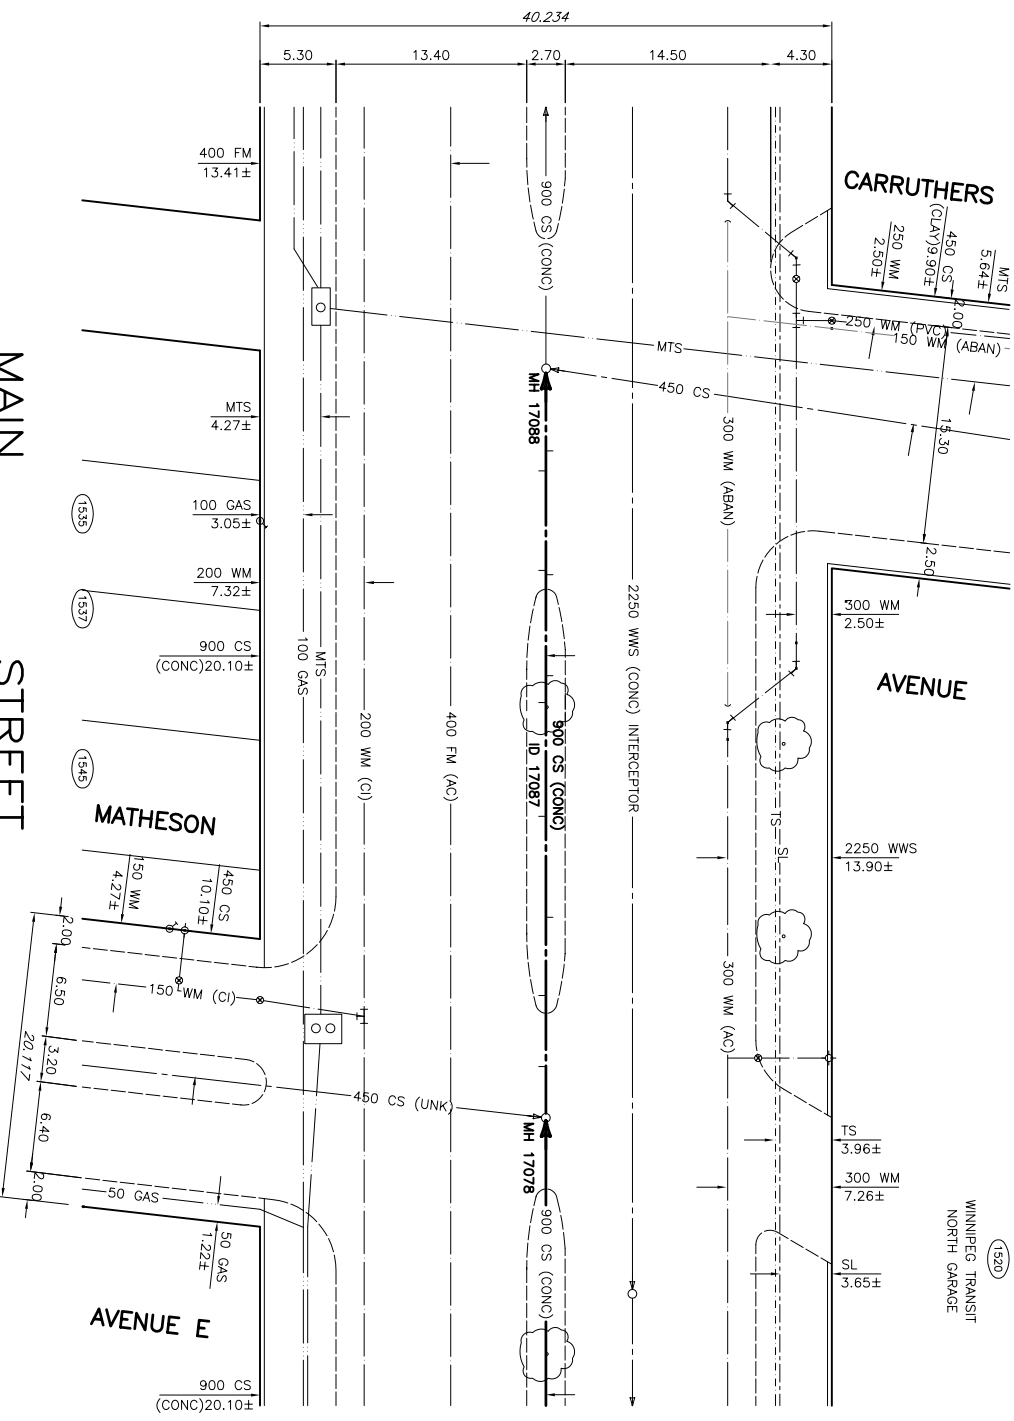 40.234
5.30
13.40
2.70
14.50
4.30
400 FM
13.41±
900 CS (CONC)
CARRUTHERS
250 WM
2.50±
450 CS
(CLAY)9.90±
MTS
5.64±
2.00
250 WM (PVC)
150 WM (ABAN)
MTS
450 CS
MH 17088
15.30
2.50
MAIN
STREET
MTS
4.27±
1535
100 GAS
3.05±
300 WM (ABAN)
200 WM
7.32±
1537
300 WM
2.50±
900 CS
(CONC)20.10±
MTS
100 GAS
200 WM (CI)
400 FM (AC)
900 CS (CONC)
ID 17087
2250 WWS (CONC) INTERCEPTOR
AVENUE
1545
MATHESON
TS
SL
2250 WWS
13.90±
150 WM
4.27±
450 CS
10.10±
2.00
6.50
3.20
20.117
6.40
2.00
150 WM (CI)
300 WM (AC)
450 CS (UNK)
MH 17078
50 GAS
50 GAS
1.22±
900 CS (CONC)
TS
3.96±
300 WM
7.26±
SL
3.65±
1520
WINNIPEG TRANSIT
NORTH GARAGE
AVENUE E
900 CS
(CONC)20.10±